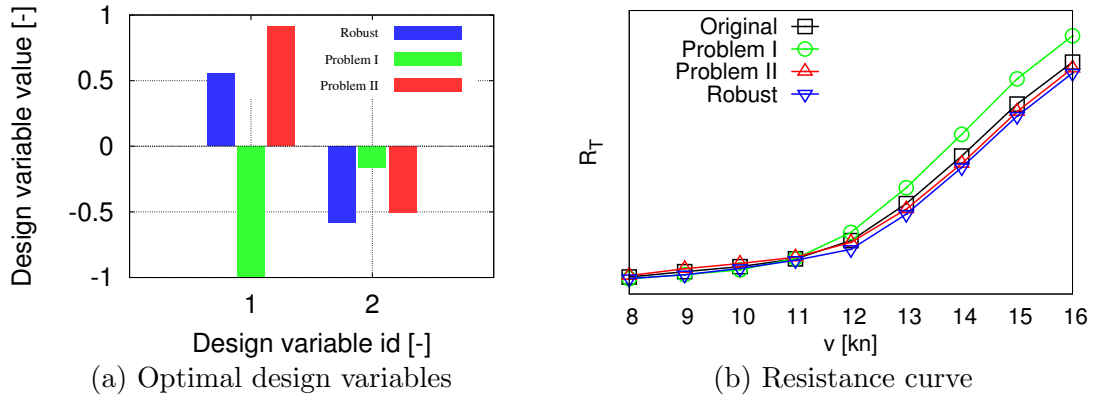 Design variable value [-]
1
0.5
0
-0.5
-1
Robust
Problem I
Problem II
1 2
Design variable id [-]
(a) Optimal design variables
R_T
Original
Problem I
Problem II
Robust
8 9 10 11 12 13 14 15 16
v [kn]
(b) Resistance curve